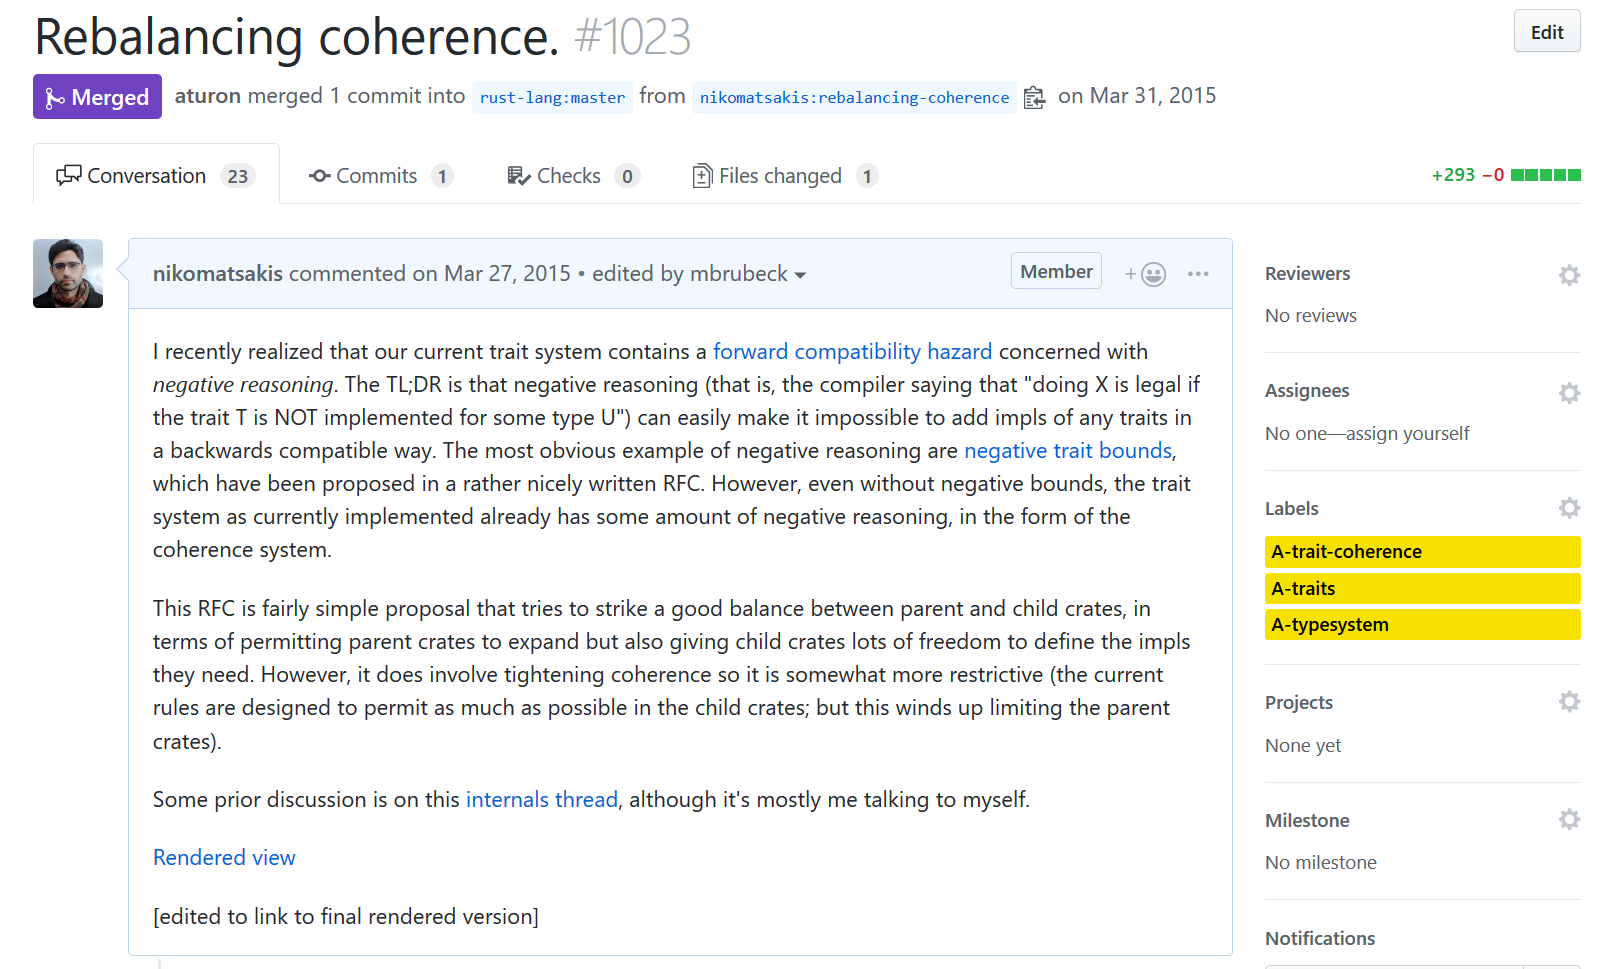 Rebalancing coherence. #1023
Edit
Merged
aturon merged 1 commit into rust-lang:master from nikomatsakis:rebalancing-coherence on Mar 31, 2015
Conversation 23
Commits 1
Checks 0
Files changed 1
+293 −0
nikomatsakis commented on Mar 27, 2015 • edited by mbrubeck
Member
I recently realized that our current trait system contains a forward compatibility hazard concerned with
negative reasoning. The TL;DR is that negative reasoning (that is, the compiler saying that "doing X is legal if
the trait T is NOT implemented for some type U") can easily make it impossible to add impls of any traits in
a backwards compatible way. The most obvious example of negative reasoning are negative trait bounds,
which have been proposed in a rather nicely written RFC. However, even without negative bounds, the trait
system as currently implemented already has some amount of negative reasoning, in the form of the
coherence system.
This RFC is fairly simple proposal that tries to strike a good balance between parent and child crates, in
terms of permitting parent crates to expand but also giving child crates lots of freedom to define the impls
they need. However, it does involve tightening coherence so it is somewhat more restrictive (the current
rules are designed to permit as much as possible in the child crates; but this winds up limiting the parent
crates).
Some prior discussion is on this internals thread, although it's mostly me talking to myself.
Rendered view
[edited to link to final rendered version]
Reviewers
No reviews
Assignees
No one—assign yourself
Labels
A-trait-coherence
A-traits
A-typesystem
Projects
None yet
Milestone
No milestone
Notifications